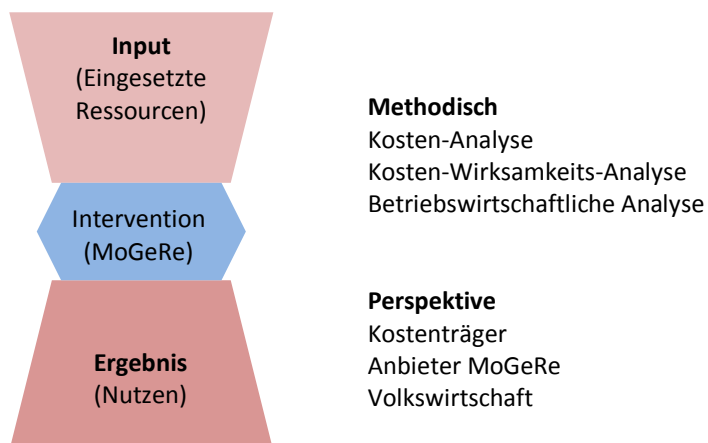 Input
(Eingesetzte
Ressourcen)
Intervention
(MoGeRe)
Ergebnis
(Nutzen)
Methodisch
Kosten-Analyse
Kosten-Wirksamkeits-Analyse
Betriebswirtschaftliche Analyse
Perspektive
Kostenträger
Anbieter MoGeRe
Volkswirtschaft